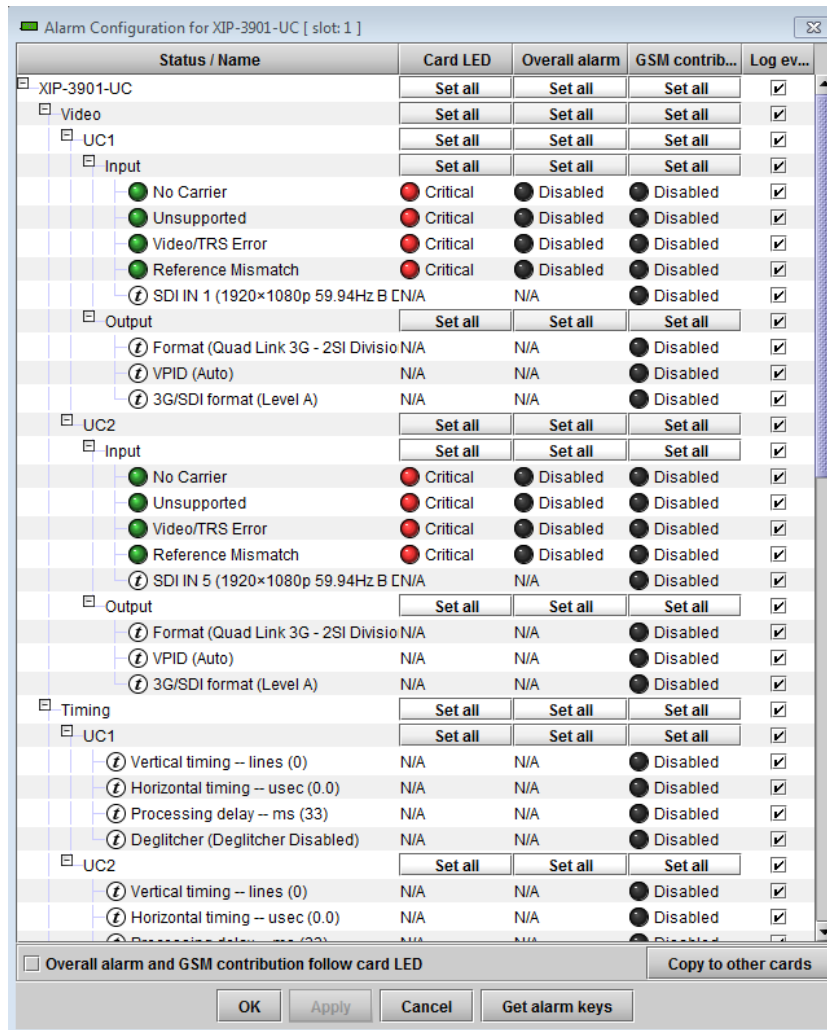 Alarm Configuration for XIP-3901-UC [ slot: 1 ]
Status / Name Card LED Overall alarm GSM contrib... Log ev...
XIP-3901-UC Set all Set all Set all
Video Set all Set all Set all
UC1 Set all Set all Set all
Input Set all Set all Set all
No Carrier Critical Disabled Disabled
Unsupported Critical Disabled Disabled
Video/TRS Error Critical Disabled Disabled
Reference Mismatch Critical Disabled Disabled
t SDI IN 1 (1920×1080p 59.94Hz B N/A N/A Disabled
Output Set all Set all Set all
t Format (Quad Link 3G - 2SI Divisio N/A N/A Disabled
t VPID (Auto) N/A N/A Disabled
t 3G/SDI format (Level A) N/A N/A Disabled
UC2 Set all Set all Set all
Input Set all Set all Set all
No Carrier Critical Disabled Disabled
Unsupported Critical Disabled Disabled
Video/TRS Error Critical Disabled Disabled
Reference Mismatch Critical Disabled Disabled
t SDI IN 5 (1920×1080p 59.94Hz B N/A N/A Disabled
Output Set all Set all Set all
t Format (Quad Link 3G - 2SI Divisio N/A N/A Disabled
t VPID (Auto) N/A N/A Disabled
t 3G/SDI format (Level A) N/A N/A Disabled
Timing Set all Set all Set all
UC1 Set all Set all Set all
t Vertical timing -- lines (0) N/A N/A Disabled
t Horizontal timing -- usec (0.0) N/A N/A Disabled
t Processing delay -- ms (33) N/A N/A Disabled
t Deglitcher (Deglitcher Disabled) N/A N/A Disabled
UC2 Set all Set all Set all
t Vertical timing -- lines (0) N/A N/A Disabled
t Horizontal timing -- usec (0.0) N/A N/A Disabled
Overall alarm and GSM contribution follow card LED Copy to other cards
OK Apply Cancel Get alarm keys